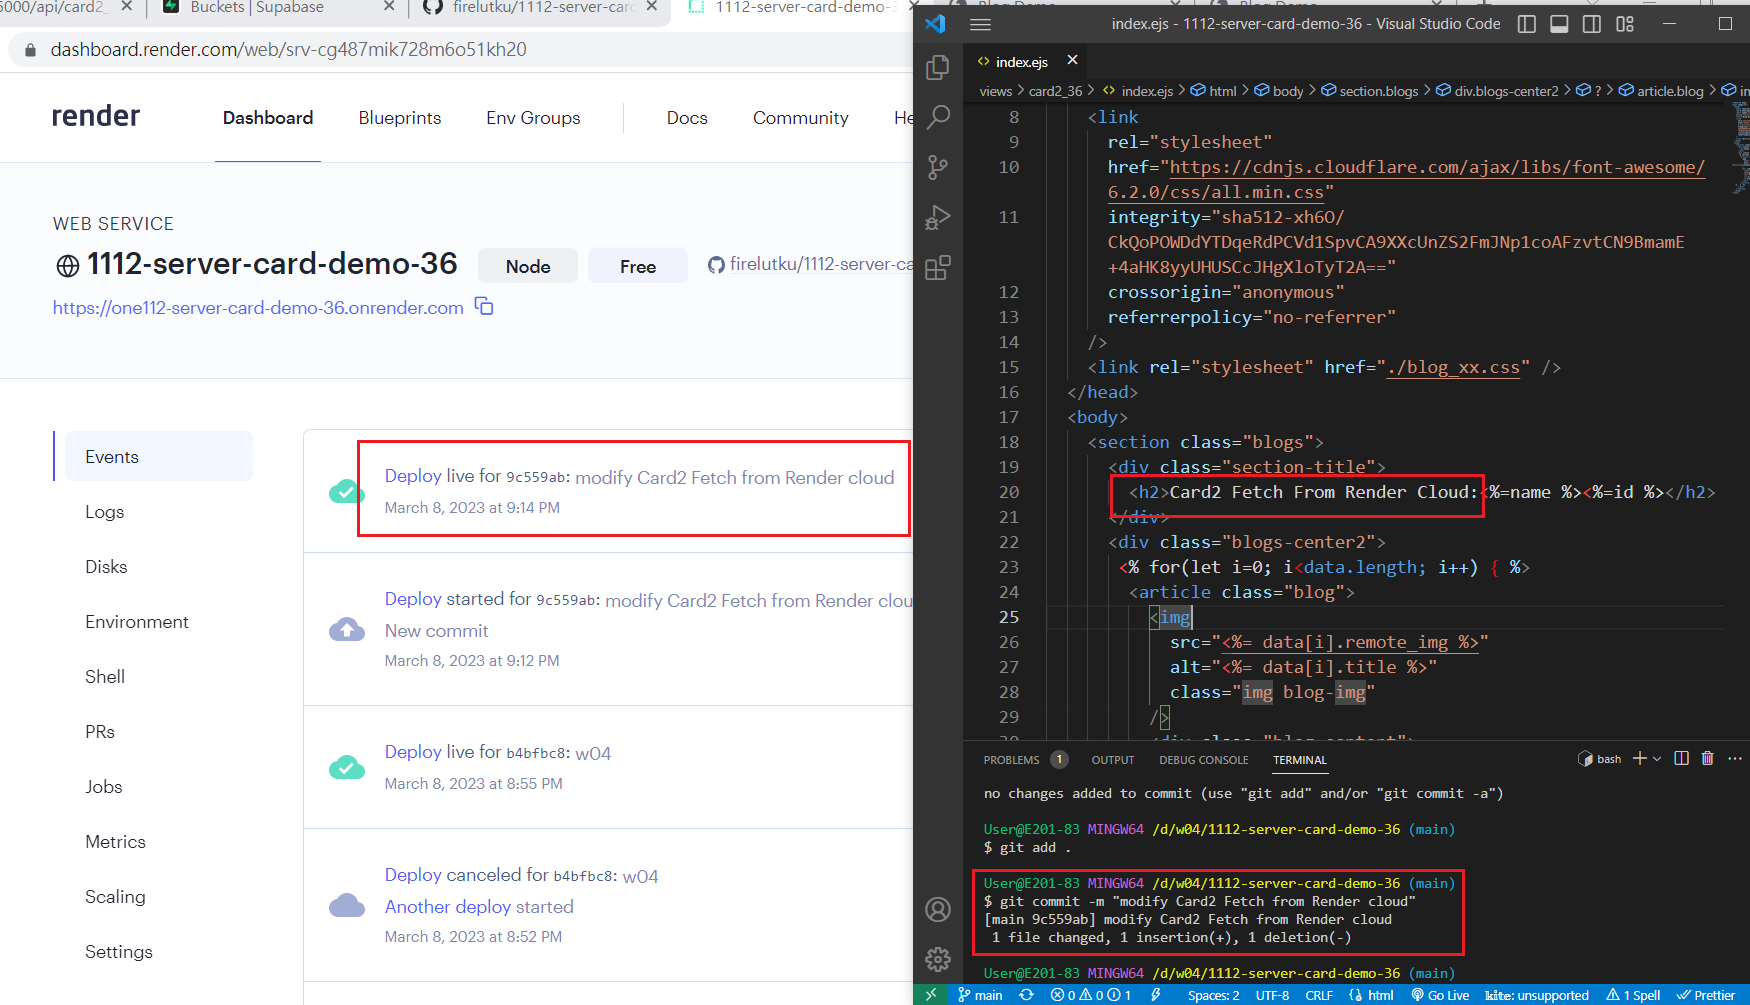 5000/api/card2_
Buckets | Supabase
firelutku/1112-server-card
1112-server-card-demo-3
dashboard.render.com/web/srv-cg487mik728m6o51kh20
render
Dashboard
Blueprints
Env Groups
Docs
Community
He
WEB SERVICE
1112-server-card-demo-36
Node
Free
firelutku/1112-server-ca
https://one112-server-card-demo-36.onrender.com
Events
Logs
Disks
Environment
Shell
PRs
Jobs
Metrics
Scaling
Settings
Deploy live for 9c559ab: modify Card2 Fetch from Render cloud
March 8, 2023 at 9:14 PM
Deploy started for 9c559ab: modify Card2 Fetch from Render clou
New commit
March 8, 2023 at 9:12 PM
Deploy live for b4bfbc8: w04
March 8, 2023 at 8:55 PM
Deploy canceled for b4bfbc8: w04
Another deploy started
March 8, 2023 at 8:52 PM
index.ejs - 1112-server-card-demo-36 - Visual Studio Code
index.ejs
views > card2_36 > index.ejs > html > body > section.blogs > div.blogs-center2 > ? > article.blog > in
8 <link
9 rel="stylesheet"
10 href="https://cdnjs.cloudflare.com/ajax/libs/font-awesome/
6.2.0/css/all.min.css"
11 integrity="sha512-xh6O/
CkQoPOWDdYTDqeRdPCVd1SpvCA9XXcUnZS2FmJNp1coAFzvtCN9BmamE
+4aHK8yyUHUSCcJHgXloTyT2A=="
12 crossorigin="anonymous"
13 referrerpolicy="no-referrer"
14 />
15 <link rel="stylesheet" href="./blog_xx.css" />
16 </head>
17 <body>
18 <section class="blogs">
19 <div class="section-title">
20 <h2>Card2 Fetch From Render Cloud:<%=name %><%=id %></h2>
21 </div>
22 <div class="blogs-center2">
23 <% for(let i=0; i<data.length; i++) { %>
24 <article class="blog">
25 <img
26 src="<%= data[i].remote_img %>"
27 alt="<%= data[i].title %>"
28 class="img blog-img"
29 />
PROBLEMS 1 OUTPUT DEBUG CONSOLE TERMINAL
bash
no changes added to commit (use "git add" and/or "git commit -a")
User@E201-83 MINGW64 /d/w04/1112-server-card-demo-36 (main)
$ git add .
User@E201-83 MINGW64 /d/w04/1112-server-card-demo-36 (main)
$ git commit -m "modify Card2 Fetch from Render cloud"
[main 9c559ab] modify Card2 Fetch from Render cloud
1 file changed, 1 insertion(+), 1 deletion(-)
User@E201-83 MINGW64 /d/w04/1112-server-card-demo-36 (main)
main 0 0 1 Spaces: 2 UTF-8 CRLF html Go Live kite: unsupported 1 Spell Prettier